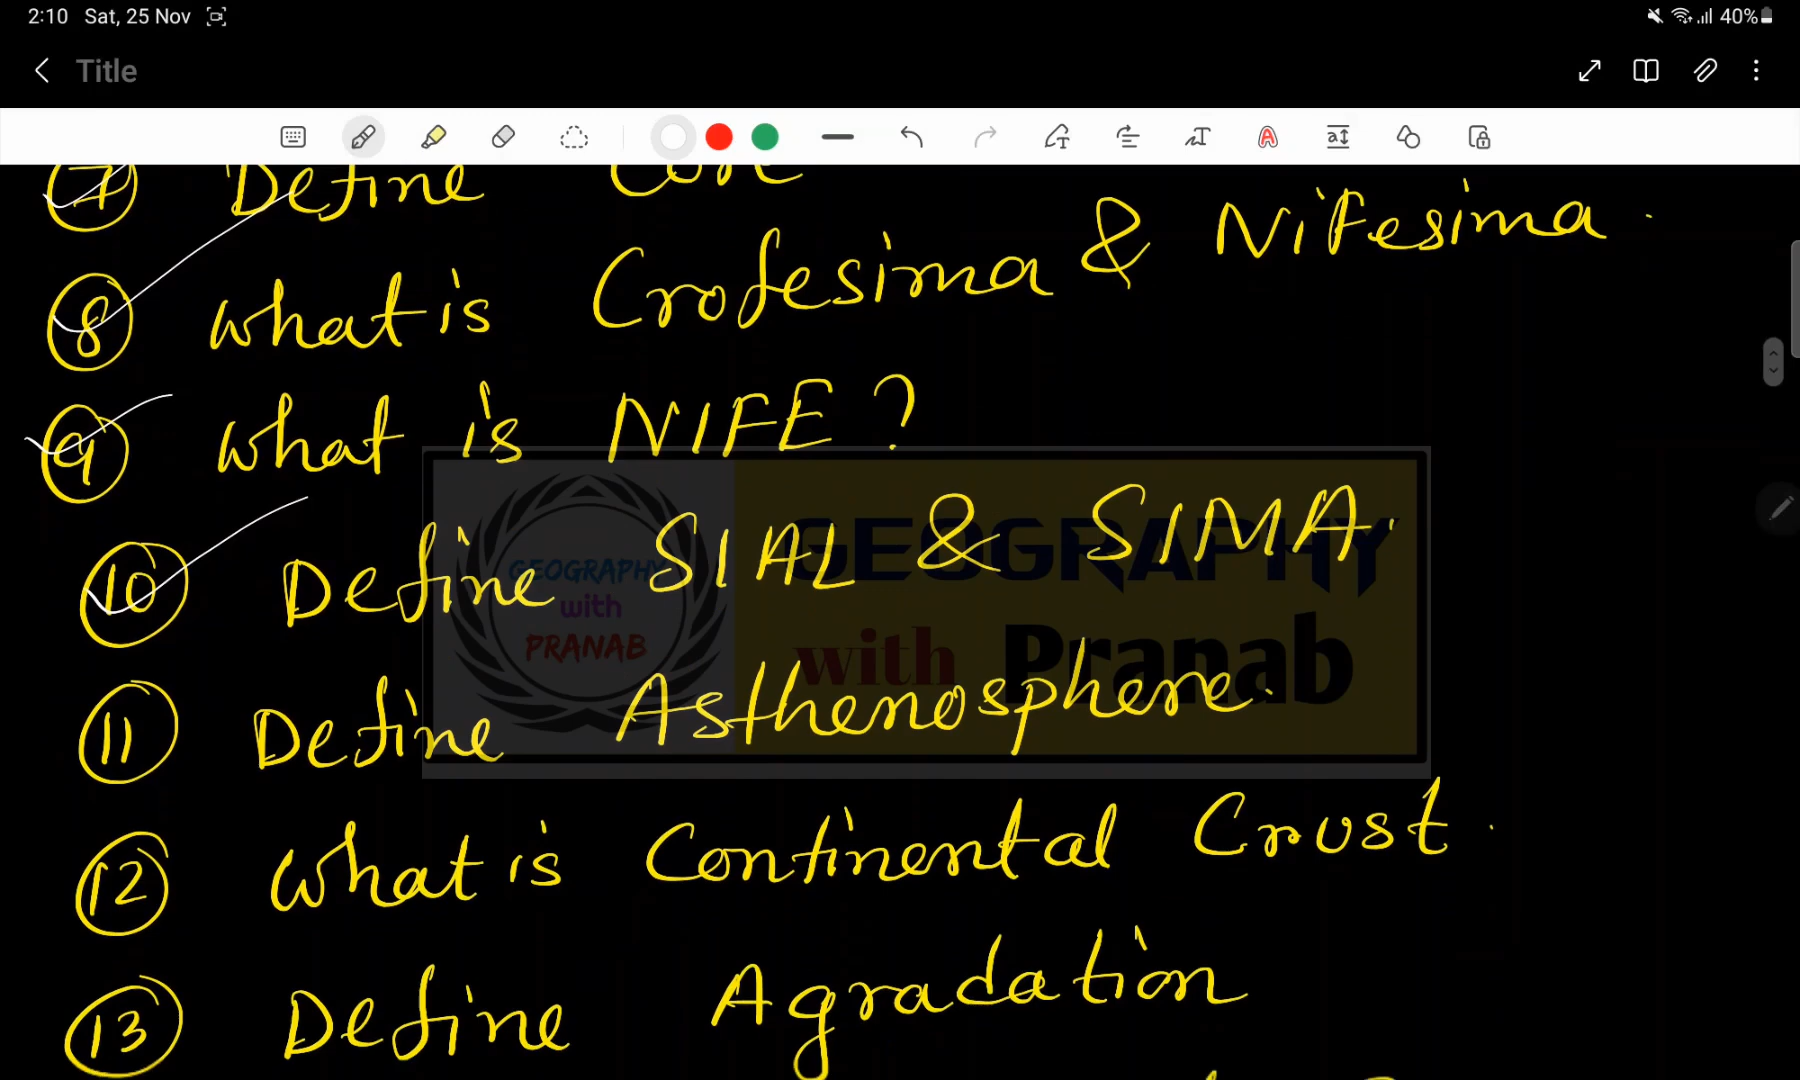 2:10 Sat, 25 Nov 40%
Title
7 Define
8 What is Crofesima & Nifesima.
9 What is NIFE?
10 Define SIAL & SIMA.
GEOGRAPHY with PRANAB
GEOGRAPHY
with Pranab
11 Define Asthenosphere.
12 What is Continental Crust.
13 Define Agradation